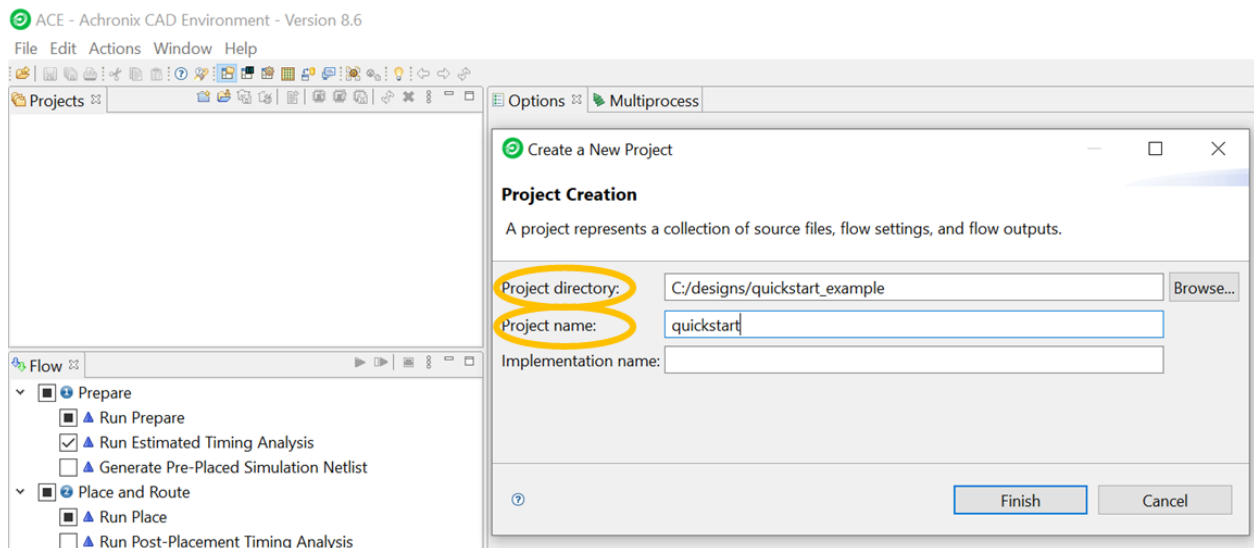 ACE - Achronix CAD Environment - Version 8.6
File Edit Actions Window Help
Projects
Options Multiprocess
Create a New Project
Project Creation
A project represents a collection of source files, flow settings, and flow outputs.
Project directory: C:/designs/quickstart_example Browse...
Project name: quickstart
Implementation name:
Finish Cancel
Flow
1 Prepare
Run Prepare
Run Estimated Timing Analysis
Generate Pre-Placed Simulation Netlist
2 Place and Route
Run Place
Run Post-Placement Timing Analysis